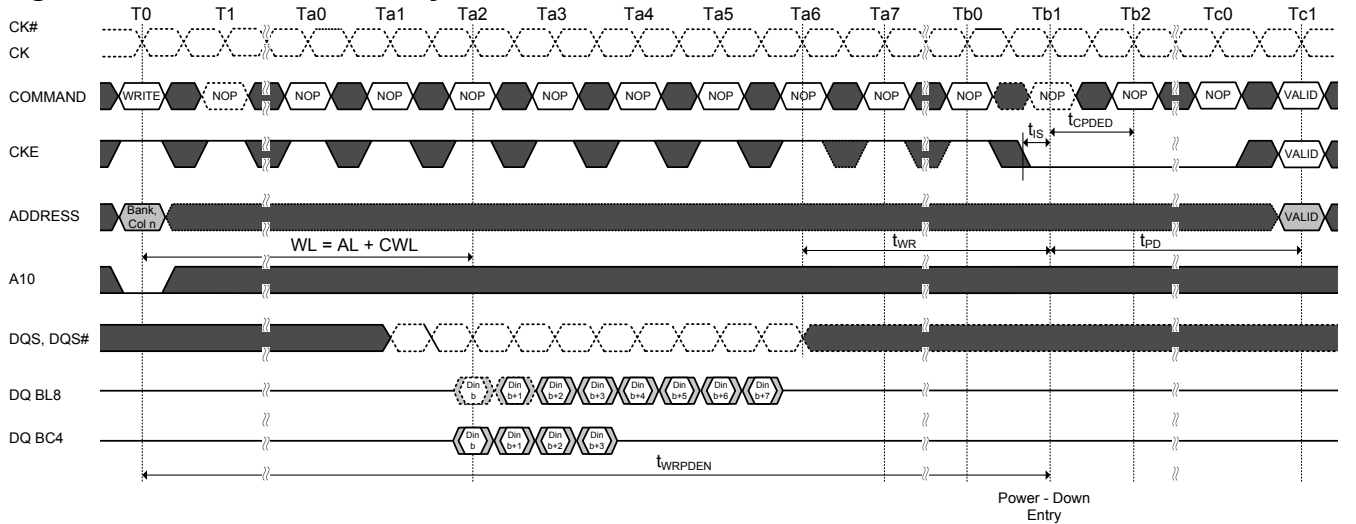 T0 T1 Ta0 Ta1 Ta2 Ta3 Ta4 Ta5 Ta6 Ta7 Tb0 Tb1 Tb2 Tc0 Tc1
CK#
CK
COMMAND WRITE NOP NOP NOP NOP NOP NOP NOP NOP NOP NOP NOP NOP NOP VALID
tIS tCPDED
CKE VALID
ADDRESS Bank, Col n VALID
WL = AL + CWL tWR tPD
A10
DQS, DQS#
DQ BL8 Din b Din b+1 Din b+2 Din b+3 Din b+4 Din b+5 Din b+6 Din b+7
DQ BC4 Din b Din b+1 Din b+2 Din b+3
tWRPDEN
Power - Down
Entry